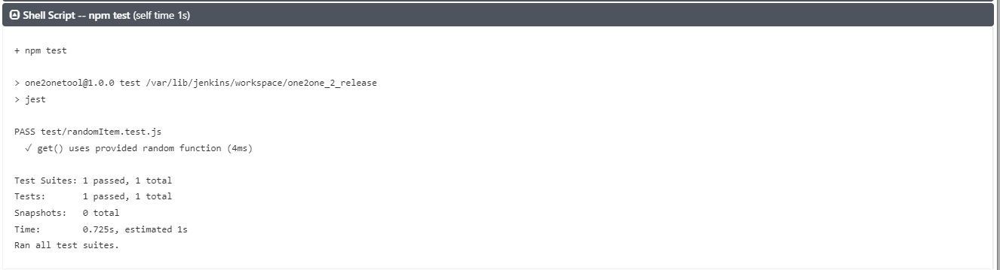 Shell Script -- npm test (self time 1s)
+ npm test
> one2onetool@1.0.0 test /var/lib/jenkins/workspace/one2one_2_release
> jest
PASS test/randomItem.test.js
✓ get() uses provided random function (4ms)
Test Suites: 1 passed, 1 total
Tests:       1 passed, 1 total
Snapshots:   0 total
Time:        0.725s, estimated 1s
Ran all test suites.